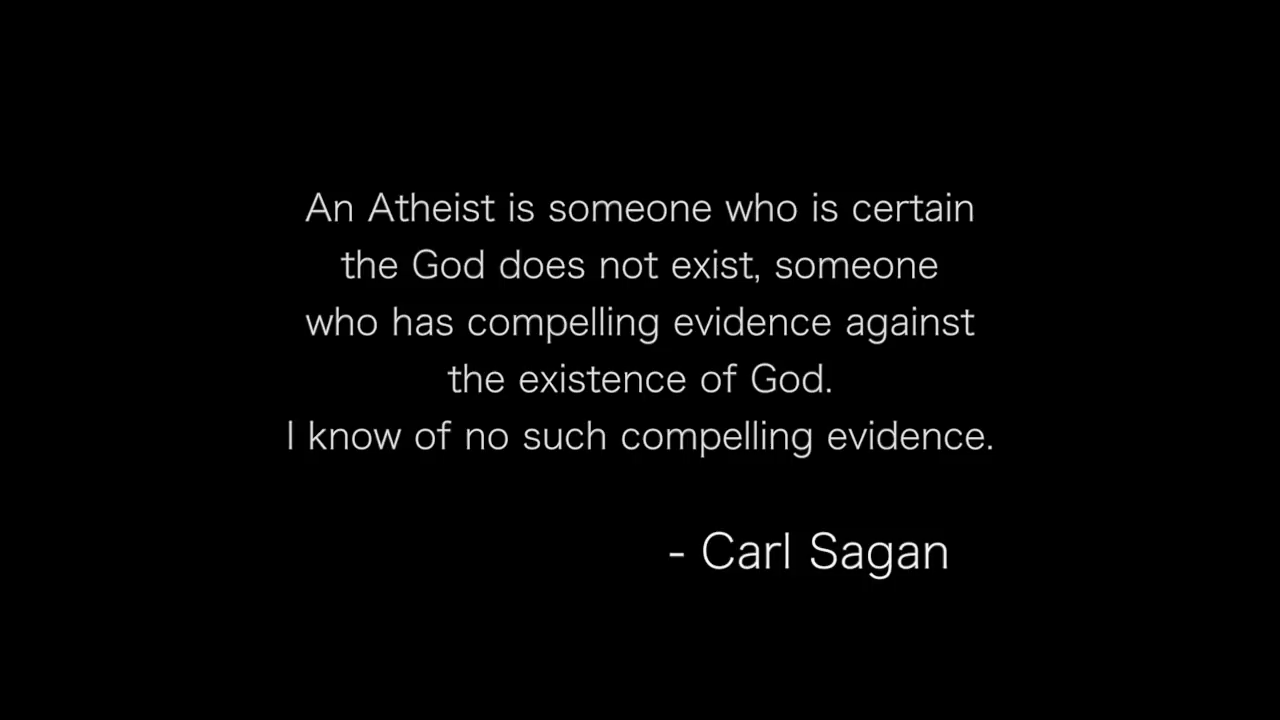 An Atheist is someone who is certain
the God does not exist, someone
who has compelling evidence against
the existence of God.
I know of no such compelling evidence.
- Carl Sagan